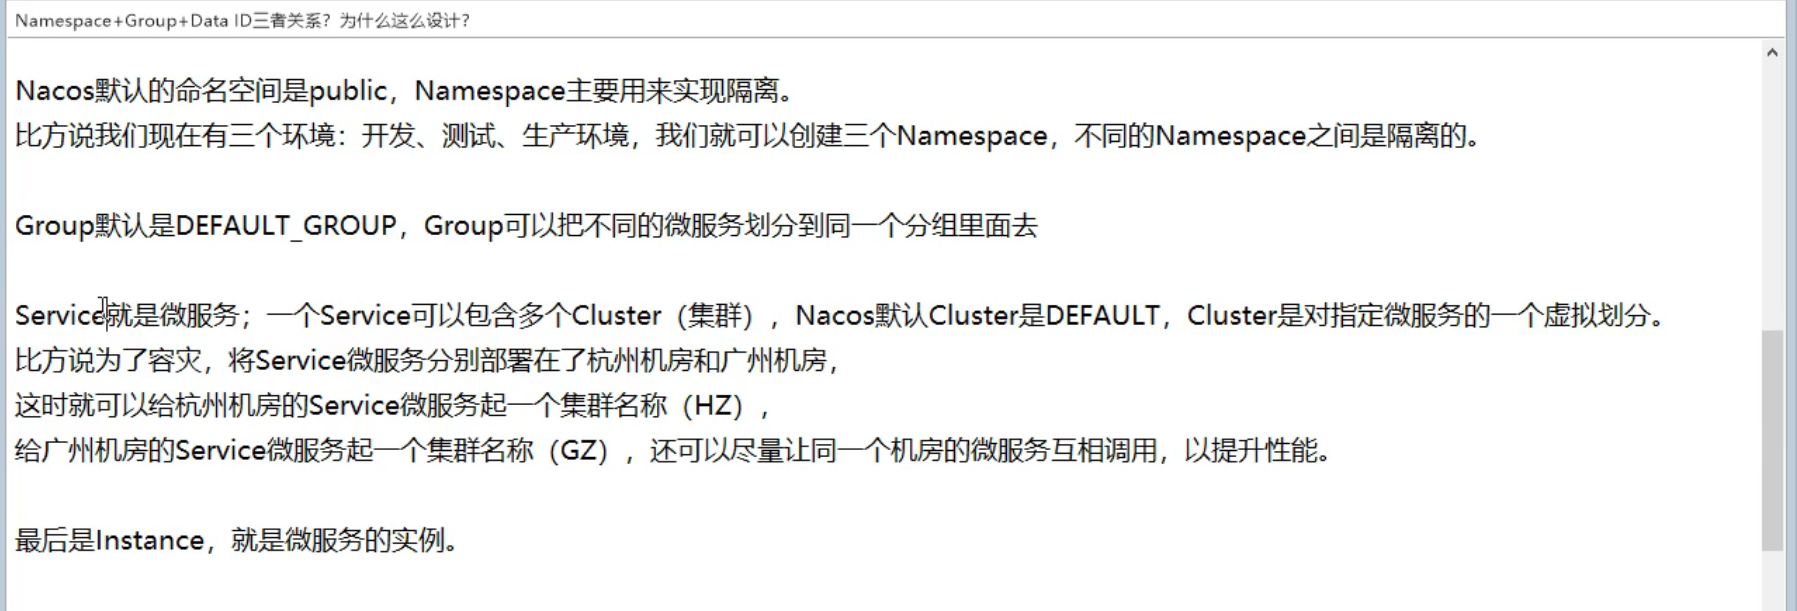 Namespace+Group+Data ID三者关系？为什么这么设计？
Nacos默认的命名空间是public，Namespace主要用来实现隔离。
比方说我们现在有三个环境：开发、测试、生产环境，我们就可以创建三个Namespace，不同的Namespace之间是隔离的。
Group默认是DEFAULT_GROUP，Group可以把不同的微服务划分到同一个分组里面去
Service就是微服务；一个Service可以包含多个Cluster（集群），Nacos默认Cluster是DEFAULT，Cluster是对指定微服务的一个虚拟划分。
比方说为了容灾，将Service微服务分别部署在了杭州机房和广州机房，
这时就可以给杭州机房的Service微服务起一个集群名称（HZ），
给广州机房的Service微服务起一个集群名称（GZ），还可以尽量让同一个机房的微服务互相调用，以提升性能。
最后是Instance，就是微服务的实例。